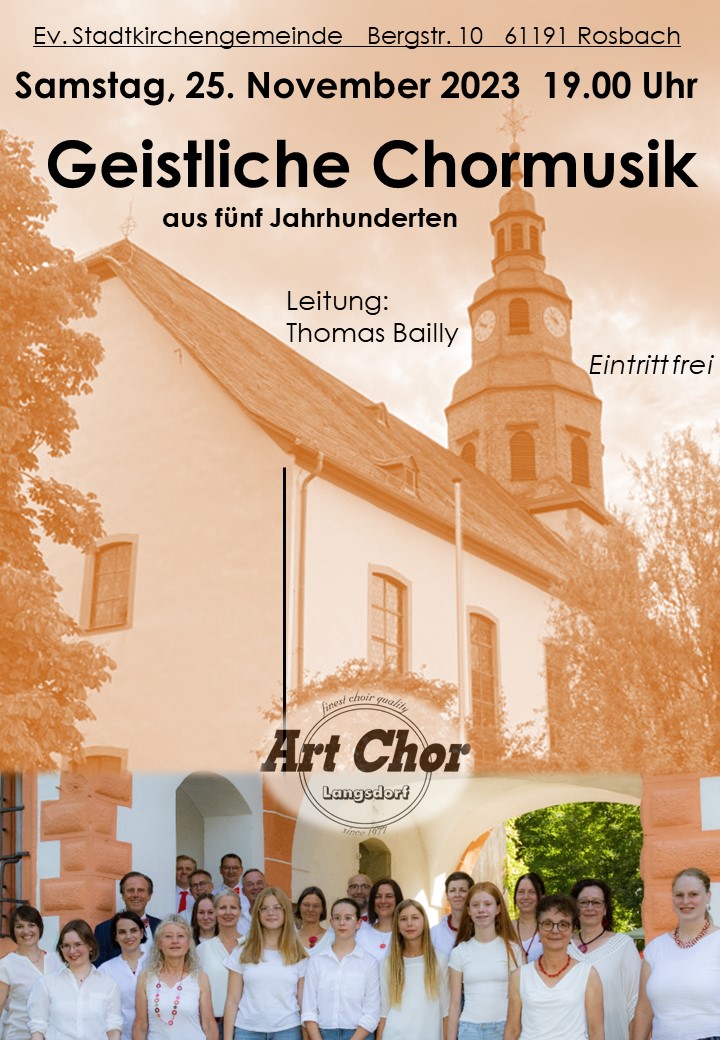 Ev. Stadtkirchengemeinde Bergstr. 10 61191 Rosbach
Samstag, 25. November 2023 19.00 Uhr
Geistliche Chormusik
aus fünf Jahrhunderten
Leitung:
Thomas Bailly
Eintritt frei
finest choir quality
Art Chor
Langsdorf
since 1977